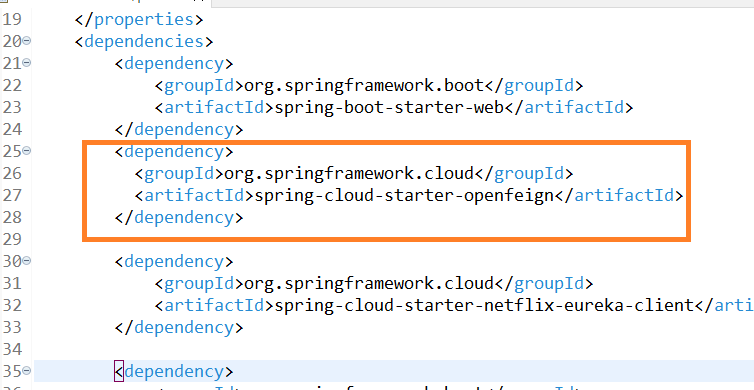 19 </properties>
20 <dependencies>
21 <dependency>
22 <groupId>org.springframework.boot</groupId>
23 <artifactId>spring-boot-starter-web</artifactId>
24 </dependency>
25 <dependency>
26 <groupId>org.springframework.cloud</groupId>
27 <artifactId>spring-cloud-starter-openfeign</artifactId>
28 </dependency>
29
30 <dependency>
31 <groupId>org.springframework.cloud</groupId>
32 <artifactId>spring-cloud-starter-netflix-eureka-client</arti
33 </dependency>
34
35 <dependency>